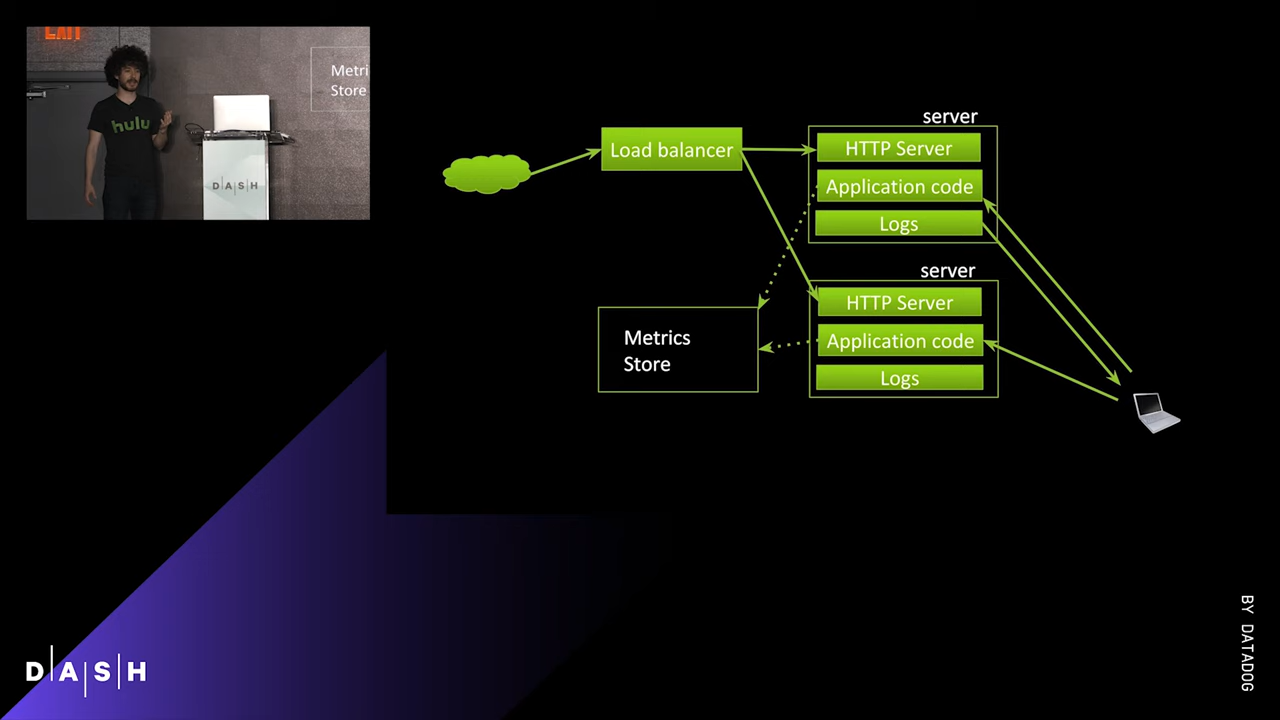 EXIT
Metri
Store
hulu
D A S H
server
Load balancer
HTTP Server
Application code
Logs
server
HTTP Server
Application code
Logs
Metrics
Store
D A S H
BY DATADOG